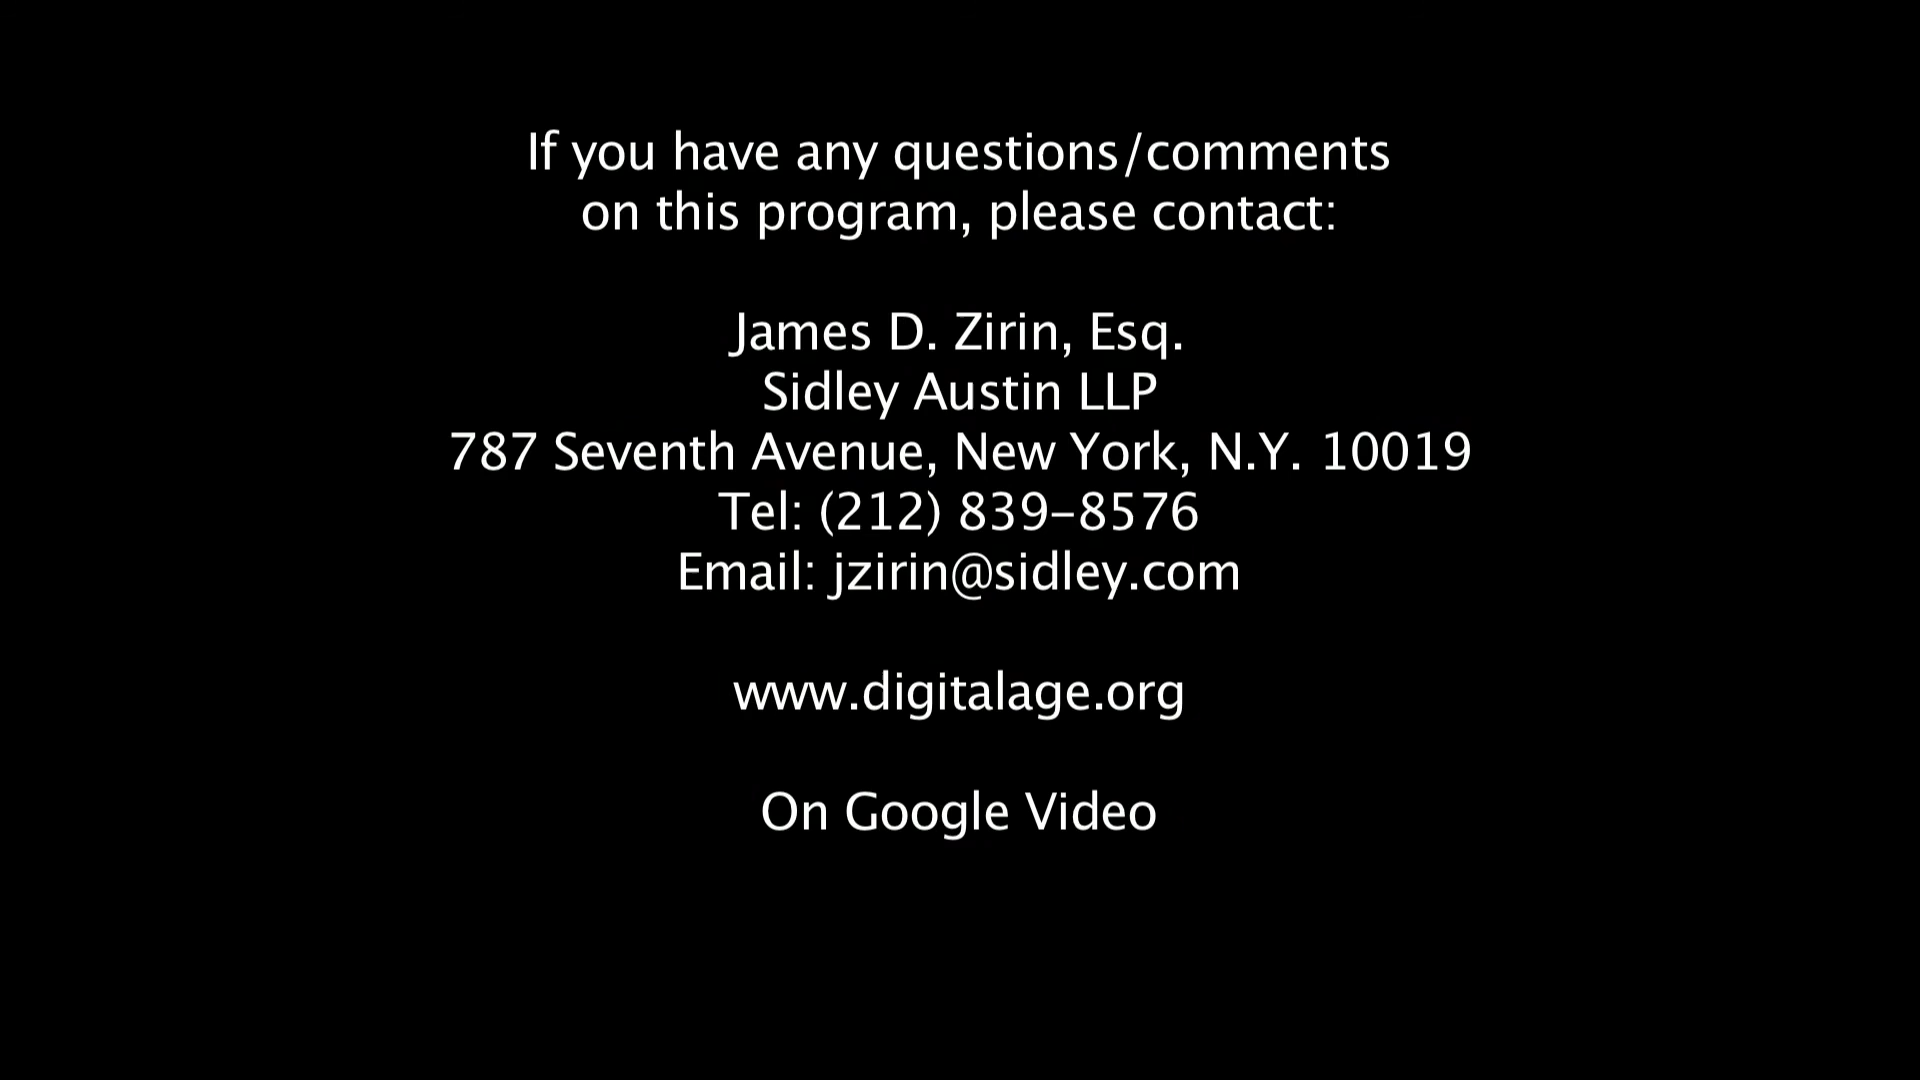 If you have any questions/comments
on this program, please contact:
James D. Zirin, Esq.
Sidley Austin LLP
787 Seventh Avenue, New York, N.Y. 10019
Tel: (212) 839-8576
Email: jzirin@sidley.com
www.digitalage.org
On Google Video